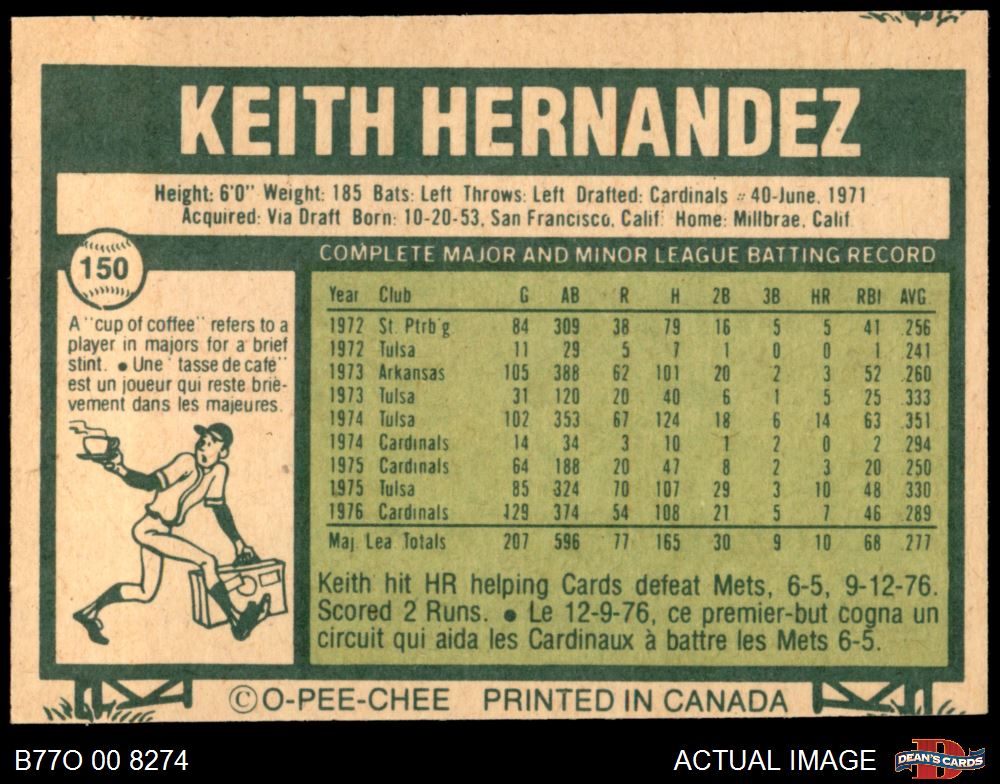 KEITH HERNANDEZ
Height: 6'0" Weight: 185 Bats: Left Throws: Left Drafted: Cardinals #40-June, 1971
Acquired: Via Draft Born: 10-20-53, San Francisco, Calif. Home: Millbrae, Calif.
150
COMPLETE MAJOR AND MINOR LEAGUE BATTING RECORD
A "cup of coffee" refers to a
player in majors for a brief
stint. • Une "tasse de café"
est un joueur qui reste briè-
vement dans les majeures.
Year Club G AB R H 2B 3B HR RBI AVG.
1972 St. Ptrb'g 84 309 38 79 16 5 5 41 .256
1972 Tulsa 11 29 5 7 1 0 0 1 .241
1973 Arkansas 105 388 62 101 20 2 3 52 .260
1973 Tulsa 31 120 20 40 6 1 5 25 .333
1974 Tulsa 102 353 67 124 18 6 14 63 .351
1974 Cardinals 14 34 3 10 1 2 0 2 .294
1975 Cardinals 64 188 20 47 8 2 3 20 .250
1975 Tulsa 85 324 70 107 29 3 10 48 .330
1976 Cardinals 129 374 54 108 21 5 7 46 .289
Maj. Lea. Totals 207 596 77 165 30 9 10 68 .277
Keith hit HR helping Cards defeat Mets, 6-5, 9-12-76.
Scored 2 Runs. • Le 12-9-76, ce premier-but cogna un
circuit qui aida les Cardinaux à battre les Mets 6-5.
© O-PEE-CHEE PRINTED IN CANADA
B77O 00 8274
ACTUAL IMAGE
DEAN'S CARDS